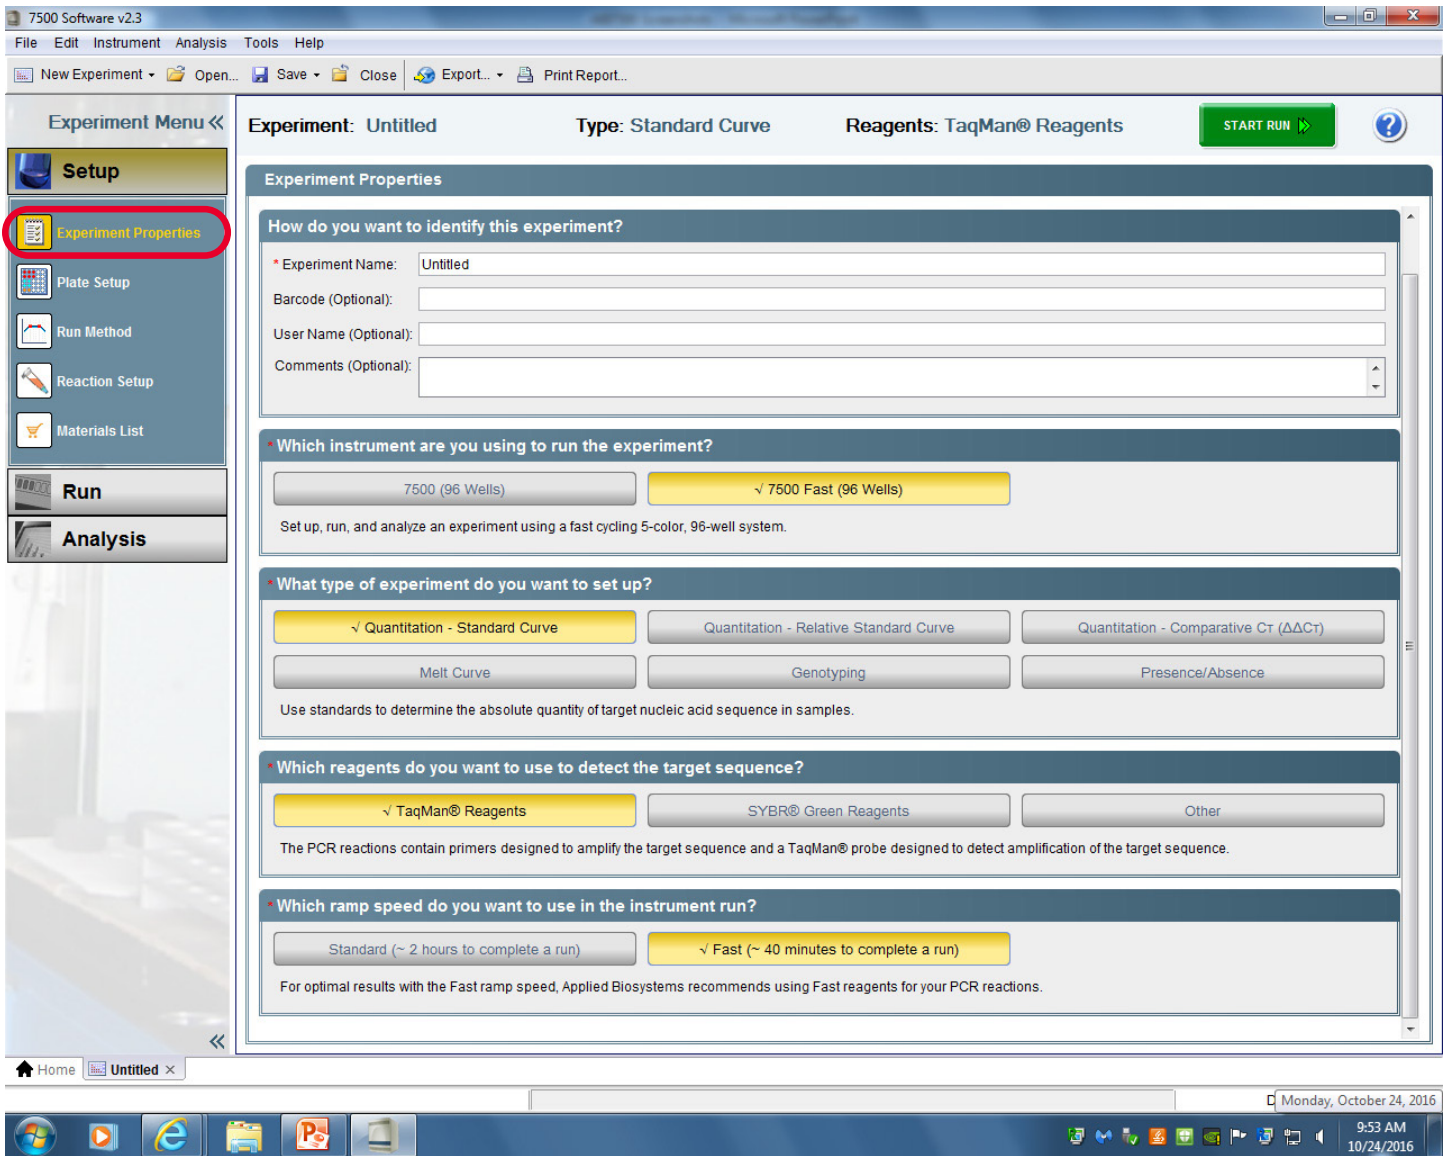 7500 Software v2.3
File Edit Instrument Analysis Tools Help
New Experiment Open... Save Close Export... Print Report...
Experiment Menu «
Experiment: Untitled Type: Standard Curve Reagents: TaqMan® Reagents START RUN
Setup
Experiment Properties
Plate Setup
Run Method
Reaction Setup
Materials List
Run
Analysis
Experiment Properties
How do you want to identify this experiment?
* Experiment Name: Untitled
Barcode (Optional):
User Name (Optional):
Comments (Optional):
* Which instrument are you using to run the experiment?
7500 (96 Wells) √ 7500 Fast (96 Wells)
Set up, run, and analyze an experiment using a fast cycling 5-color, 96-well system.
* What type of experiment do you want to set up?
√ Quantitation - Standard Curve Quantitation - Relative Standard Curve Quantitation - Comparative Cт (ΔΔCт)
Melt Curve Genotyping Presence/Absence
Use standards to determine the absolute quantity of target nucleic acid sequence in samples.
* Which reagents do you want to use to detect the target sequence?
√ TaqMan® Reagents SYBR® Green Reagents Other
The PCR reactions contain primers designed to amplify the target sequence and a TaqMan® probe designed to detect amplification of the target sequence.
* Which ramp speed do you want to use in the instrument run?
Standard (~ 2 hours to complete a run) √ Fast (~ 40 minutes to complete a run)
For optimal results with the Fast ramp speed, Applied Biosystems recommends using Fast reagents for your PCR reactions.
«
Home Untitled ×
Monday, October 24, 2016
9:53 AM
10/24/2016